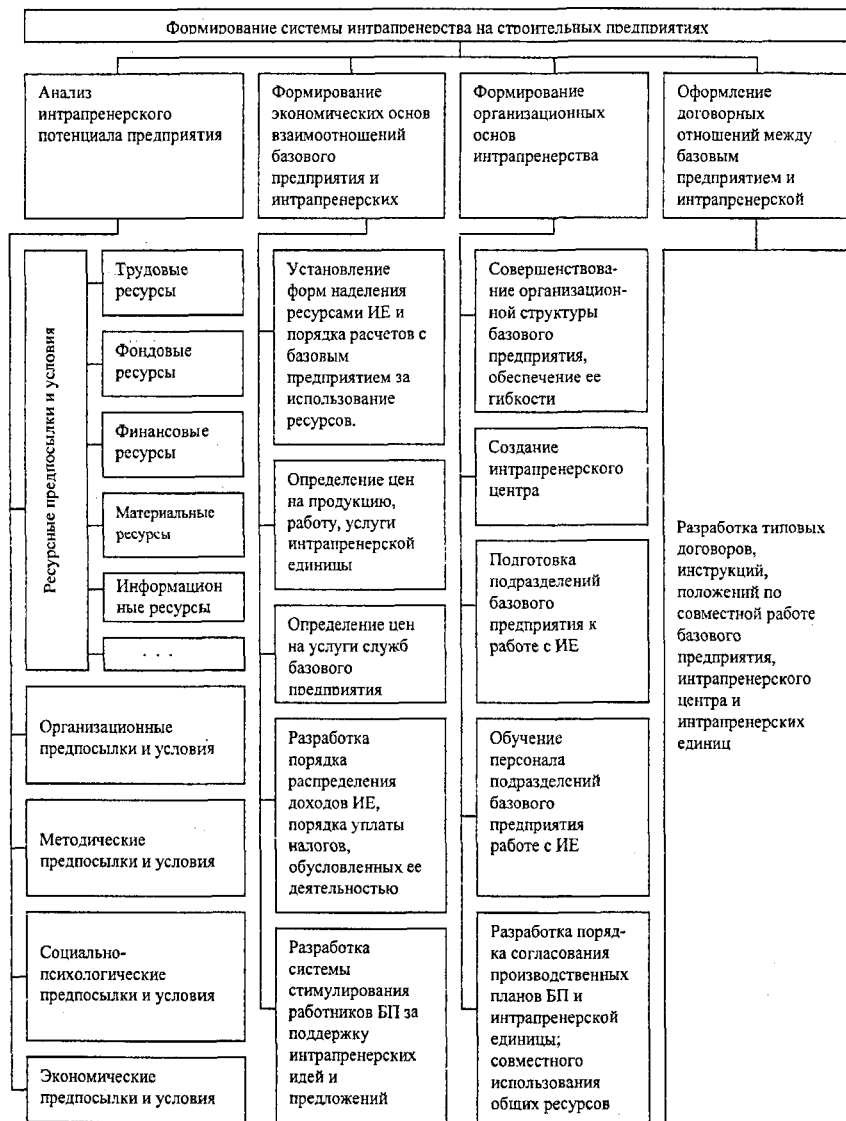 Формирование системы интрапренерства на строительных предприятиях
Анализ
интрапренерского
потенциала предприятия
Формирование
экономических основ
взаимоотношений
базового
предприятия и
интрапренерских
Формирование
организационных
основ
интрапренерства
Оформление
договорных
отношений между
базовым
предприятием и
интрапренерской
Ресурсные предпосылки и условия
Трудовые
ресурсы
Фондовые
ресурсы
Финансовые
ресурсы
Материальные
ресурсы
Информацион
ные ресурсы
. . .
Организационные
предпосылки и условия
Методические
предпосылки и условия
Социально-
психологические
предпосылки и условия
Экономические
предпосылки и условия
Установление
форм наделения
ресурсами ИЕ и
порядка расчетов с
базовым
предприятием за
использование
ресурсов.
Определение цен
на продукцию,
работу, услуги
интрапренерской
единицы
Определение цен
на услуги служб
базового
предприятия
Разработка
порядка
распределения
доходов ИЕ,
порядка уплаты
налогов,
обусловленных ее
деятельностью
Разработка
системы
стимулирования
работников БП за
поддержку
интрапренерских
идей и
предложений
Совершенствова-
ние организацион-
ной структуры
базового
предприятия,
обеспечение ее
гибкости
Создание
интрапренерского
центра
Подготовка
подразделений
базового
предприятия к
работе с ИЕ
Обучение
персонала
подразделений
базового
предприятия
работе с ИЕ
Разработка поряд-
ка согласования
производственных
планов БП и
интрапренерской
единицы;
совместного
использования
общих ресурсов
Разработка типовых
договоров,
инструкций,
положений по
совместной работе
базового
предприятия,
интрапренерского
центра и
интрапренерских
единиц